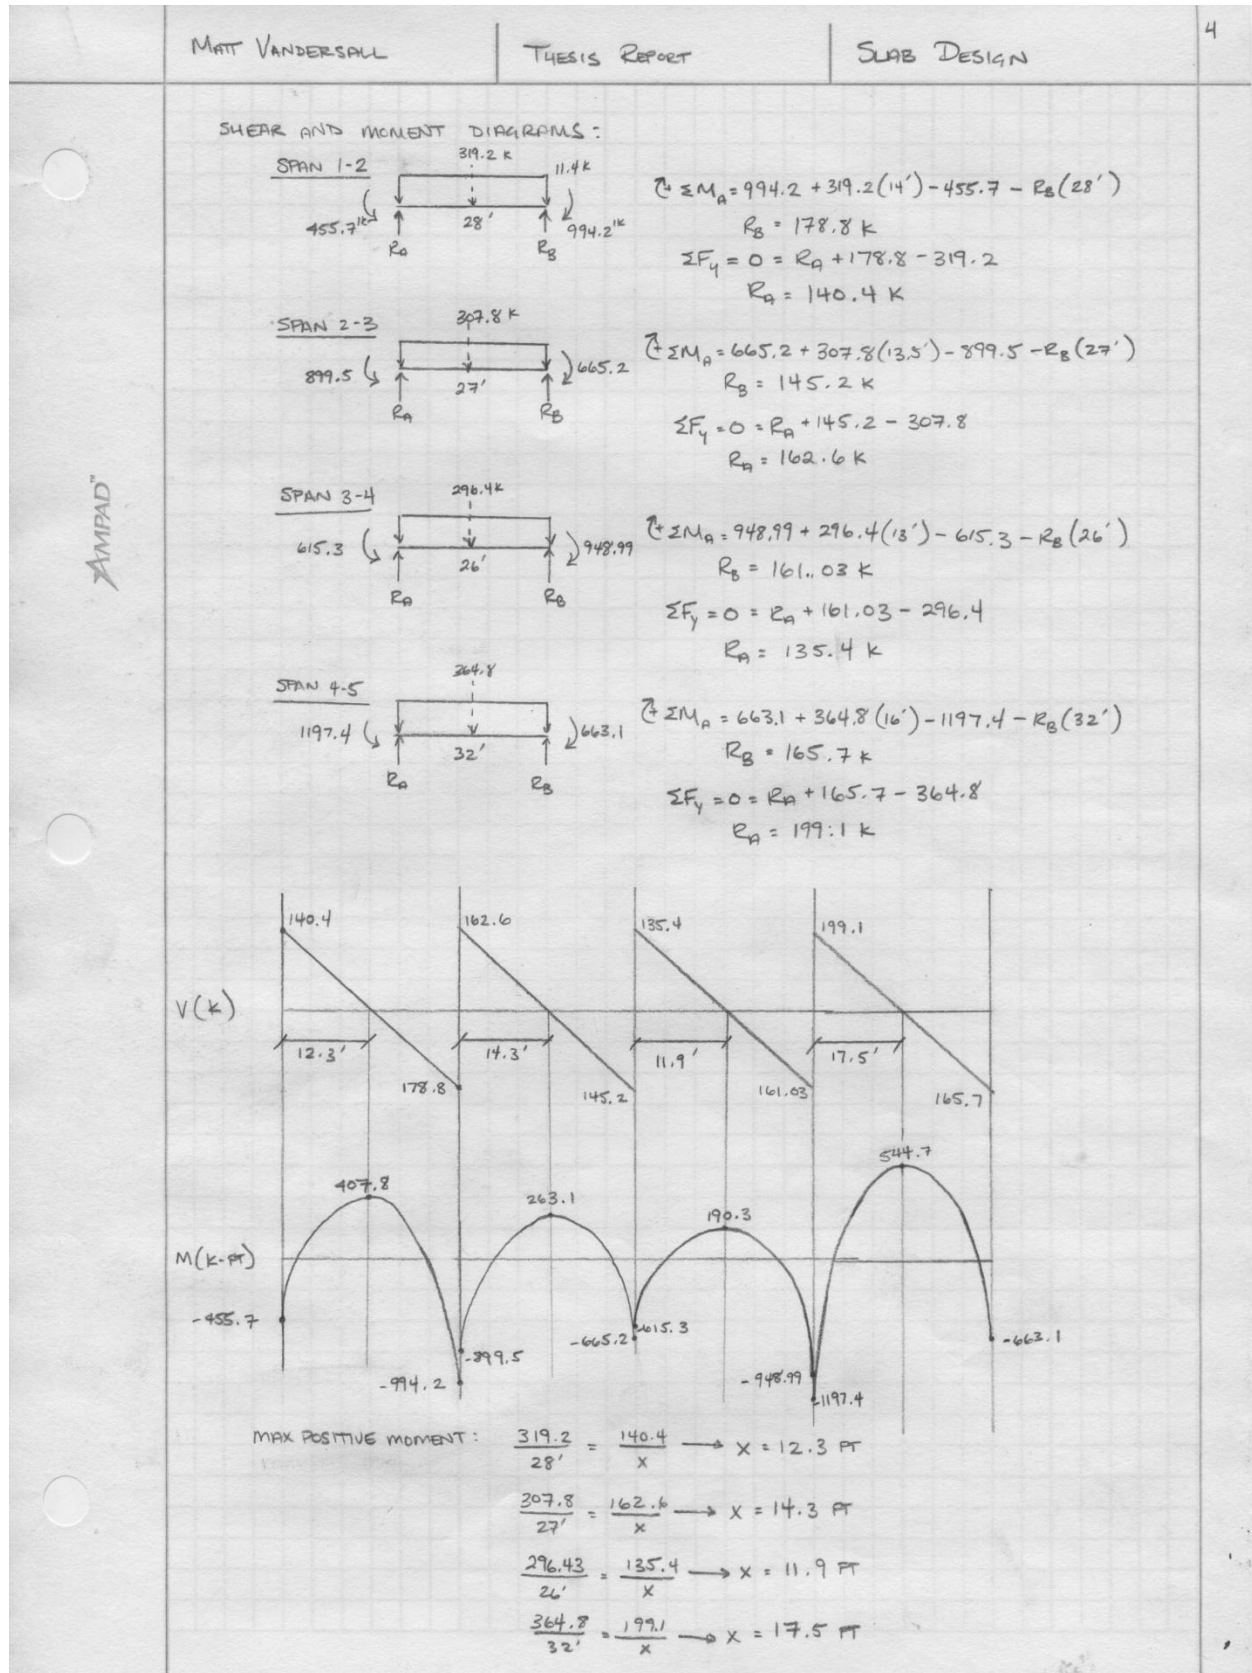 MATT VANDERSALL THESIS REPORT SLAB DESIGN 4
SHEAR AND MOMENT DIAGRAMS:
SPAN 1-2
319.2 K
11.4K
455.7'K
28'
994.2'K
RA
RB
↻+ ΣMA = 994.2 + 319.2(14') - 455.7 - RB(28')
RB = 178.8 K
ΣFy = 0 = RA + 178.8 - 319.2
RA = 140.4 K
SPAN 2-3
307.8 K
899.5
27'
665.2
RA
RB
↻+ ΣMA = 665.2 + 307.8(13.5') - 899.5 - RB(27')
RB = 145.2 K
ΣFy = 0 = RA + 145.2 - 307.8
RA = 162.6 K
SPAN 3-4
296.4K
615.3
26'
948.99
RA
RB
↻+ ΣMA = 948.99 + 296.4(13') - 615.3 - RB(26')
RB = 161.03 K
ΣFy = 0 = RA + 161.03 - 296.4
RA = 135.4 K
AMPAD™
SPAN 4-5
364.8
1197.4
32'
663.1
RA
RB
↻+ ΣMA = 663.1 + 364.8(16') - 1197.4 - RB(32')
RB = 165.7 K
ΣFy = 0 = RA + 165.7 - 364.8
RA = 199.1 K
140.4 162.6 135.4 199.1
V(K)
12.3' 14.3' 11.9' 17.5'
178.8 145.2 161.03 165.7
407.8 263.1 190.3 544.7
M(K-FT)
-455.7
-899.5
-994.2
-665.2
-615.3
-948.99
-1197.4
-663.1
MAX POSITIVE MOMENT: 319.2/28' = 140.4/X → X = 12.3 FT
307.8/27' = 162.6/X → X = 14.3 FT
296.43/26' = 135.4/X → X = 11.9 FT
364.8/32' = 199.1/X → X = 17.5 FT